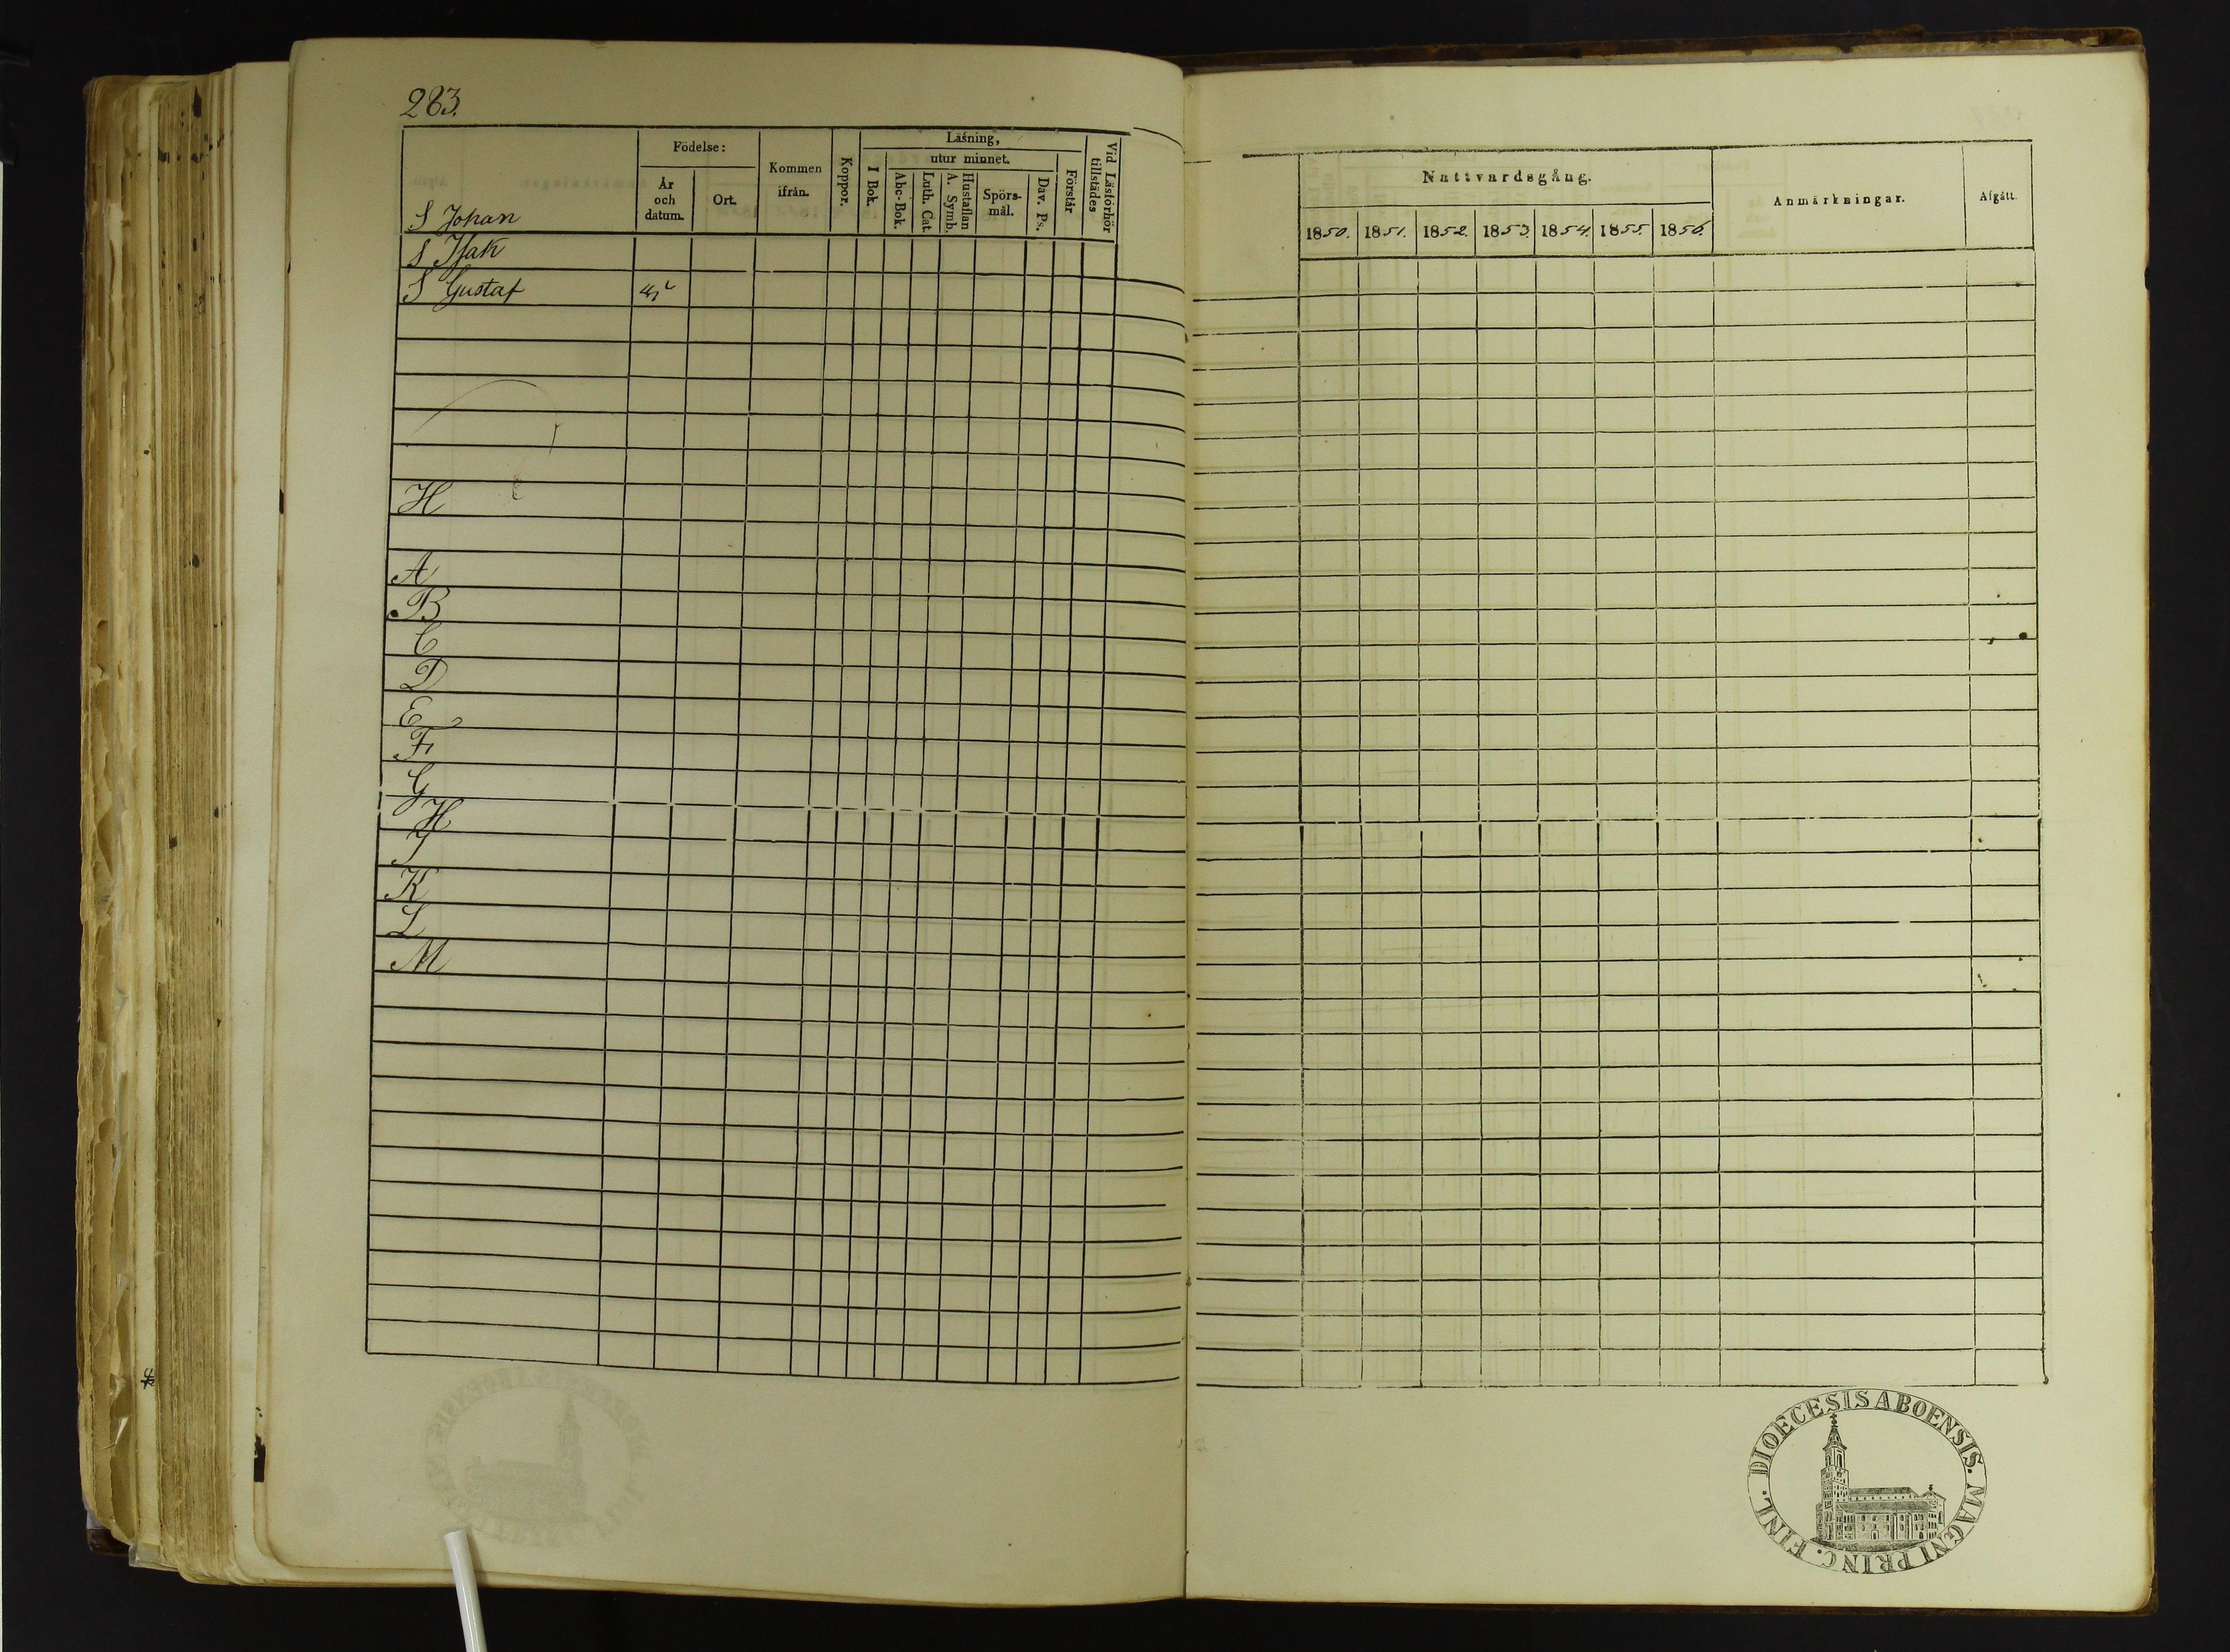 283.
Födelse:
År och datum.
Ort.
Kommen ifrån.
Koppor.
Läsning,
I Bok.
utur minnet.
Abc-Bok.
Luth. Cat.
Hustaflan A. Symb.
Spörsmål.
Dav. Ps.
Förstår
Vid Läsförhör tillstädes
Nattvardsgång.
1850. 1851. 1852. 1853. 1854. 1855. 1856.
Anmärkningar.
Afgått.
S Johan
S Isak
S Gustaf
H
A
B
C
D
E
F
G
H
I
K
L
M
DIOECESIS ABOENSIS. MAGNI PRINC. FINL.